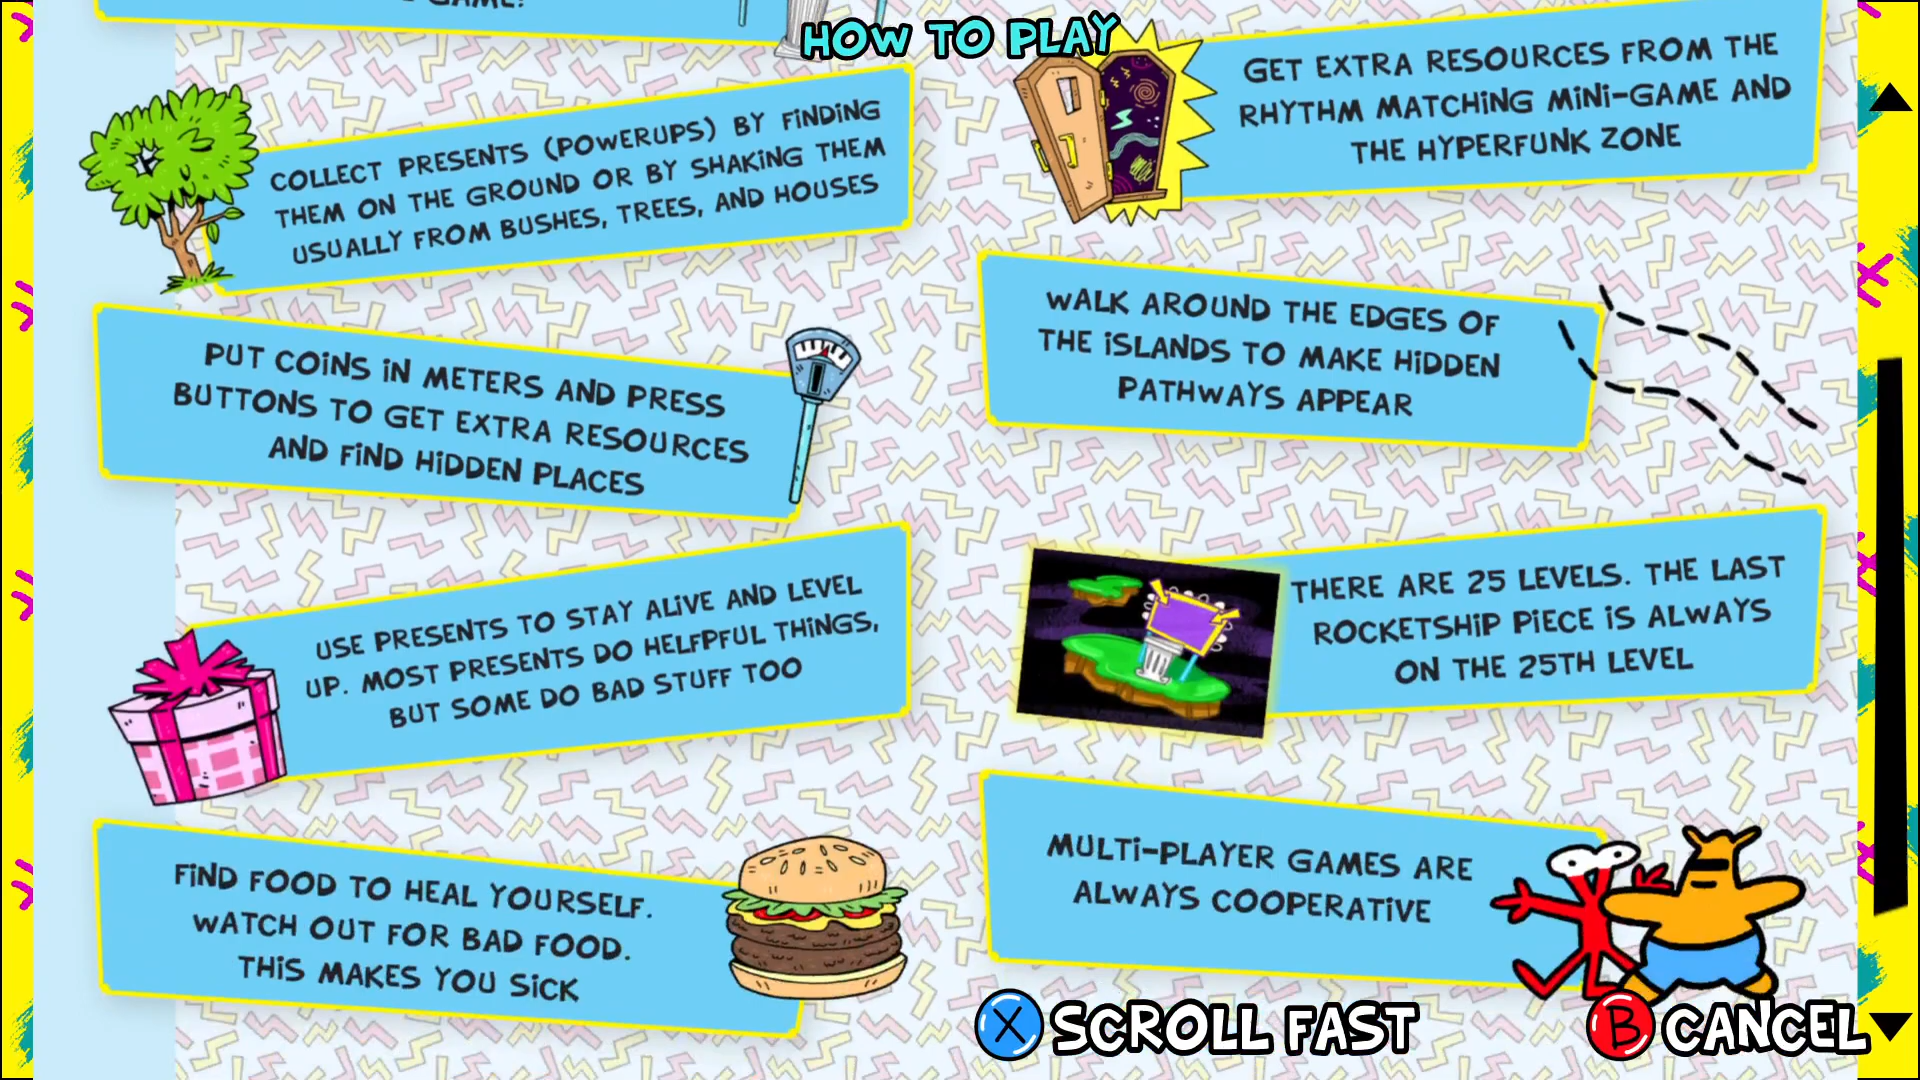 GAME!
HOW TO PLAY
COLLECT PRESENTS (POWERUPS) BY FINDING
THEM ON THE GROUND OR BY SHAKING THEM
USUALLY FROM BUSHES, TREES, AND HOUSES
PUT COINS IN METERS AND PRESS
BUTTONS TO GET EXTRA RESOURCES
AND FIND HIDDEN PLACES
USE PRESENTS TO STAY ALIVE AND LEVEL
UP. MOST PRESENTS DO HELFPFUL THINGS,
BUT SOME DO BAD STUFF TOO
FIND FOOD TO HEAL YOURSELF.
WATCH OUT FOR BAD FOOD.
THIS MAKES YOU SICK
GET EXTRA RESOURCES FROM THE
RHYTHM MATCHING MINI-GAME AND
THE HYPERFUNK ZONE
WALK AROUND THE EDGES OF
THE ISLANDS TO MAKE HIDDEN
PATHWAYS APPEAR
THERE ARE 25 LEVELS. THE LAST
ROCKETSHIP PIECE IS ALWAYS
ON THE 25TH LEVEL
MULTI-PLAYER GAMES ARE
ALWAYS COOPERATIVE
X SCROLL FAST
B CANCEL